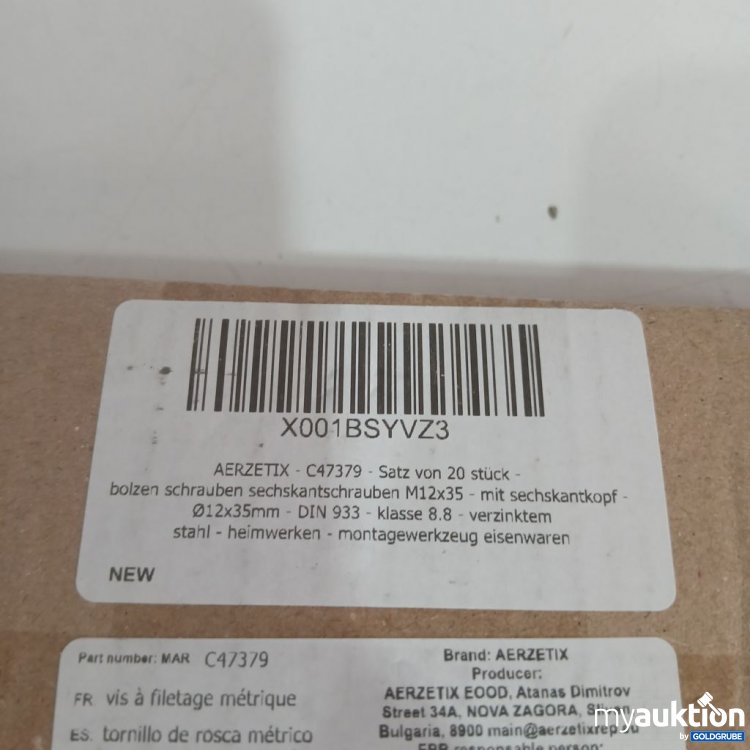 X001BSYVZ3
AERZETIX - C47379 - Satz von 20 stück -
bolzen schrauben sechskantschrauben M12x35 - mit sechskantkopf -
Ø12x35mm - DIN 933 - klasse 8.8 - verzinktem
stahl - heimwerken - montagewerkzeug eisenwaren
NEW
Part number: MAR C47379
FR vis à filetage métrique
ES: tornillo de rosca métrico
Brand: AERZETIX
Producer:
AERZETIX EOOD, Atanas Dimitrov
Street 34A, NOVA ZAGORA,
Bulgaria, 8900
responsible person:
myauktion
by GOLDGRUBE